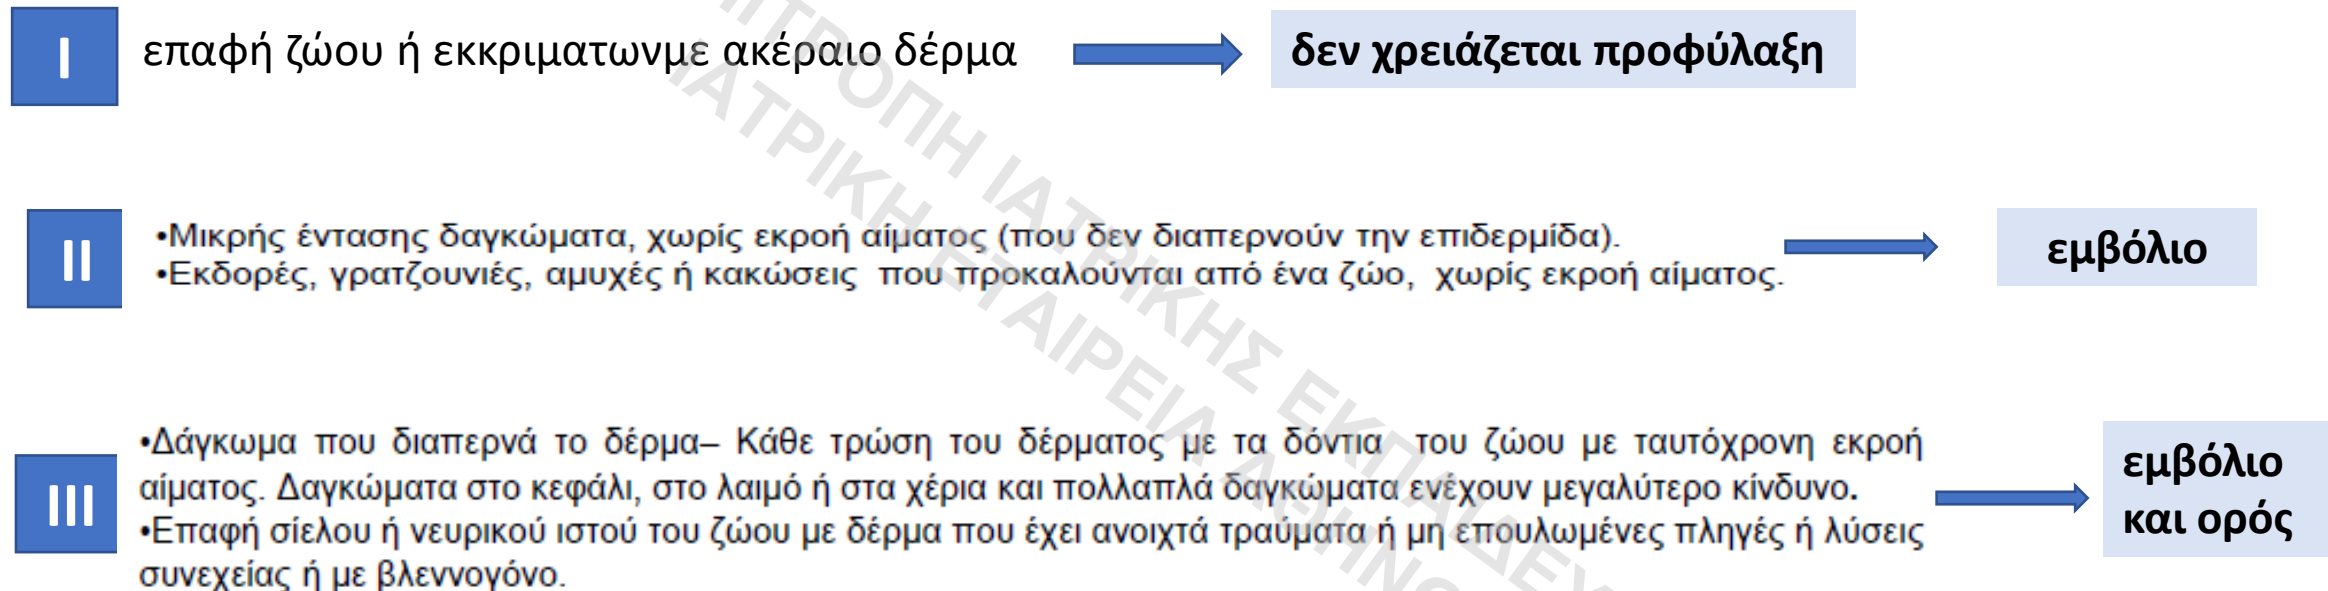 I
επαφή ζώου ή εκκριματωνμε ακέραιο δέρμα
δεν χρειάζεται προφύλαξη
II
•Μικρής έντασης δαγκώματα, χωρίς εκροή αίματος (που δεν διαπερνούν την επιδερμίδα).
•Εκδορές, γρατζουνιές, αμυχές ή κακώσεις που προκαλούνται από ένα ζώο, χωρίς εκροή αίματος.
εμβόλιο
III
•Δάγκωμα που διαπερνά το δέρμα– Κάθε τρώση του δέρματος με τα δόντια του ζώου με ταυτόχρονη εκροή
αίματος. Δαγκώματα στο κεφάλι, στο λαιμό ή στα χέρια και πολλαπλά δαγκώματα ενέχουν μεγαλύτερο κίνδυνο.
•Επαφή σίελου ή νευρικού ιστού του ζώου με δέρμα που έχει ανοιχτά τραύματα ή μη επουλωμένες πληγές ή λύσεις
συνεχείας ή με βλεννογόνο.
εμβόλιο
και ορός
ΙΑΤΡΙΚΗΣ
ΙΑΤΡΙΚΗ ΕΤΑΙΡΕΙΑ